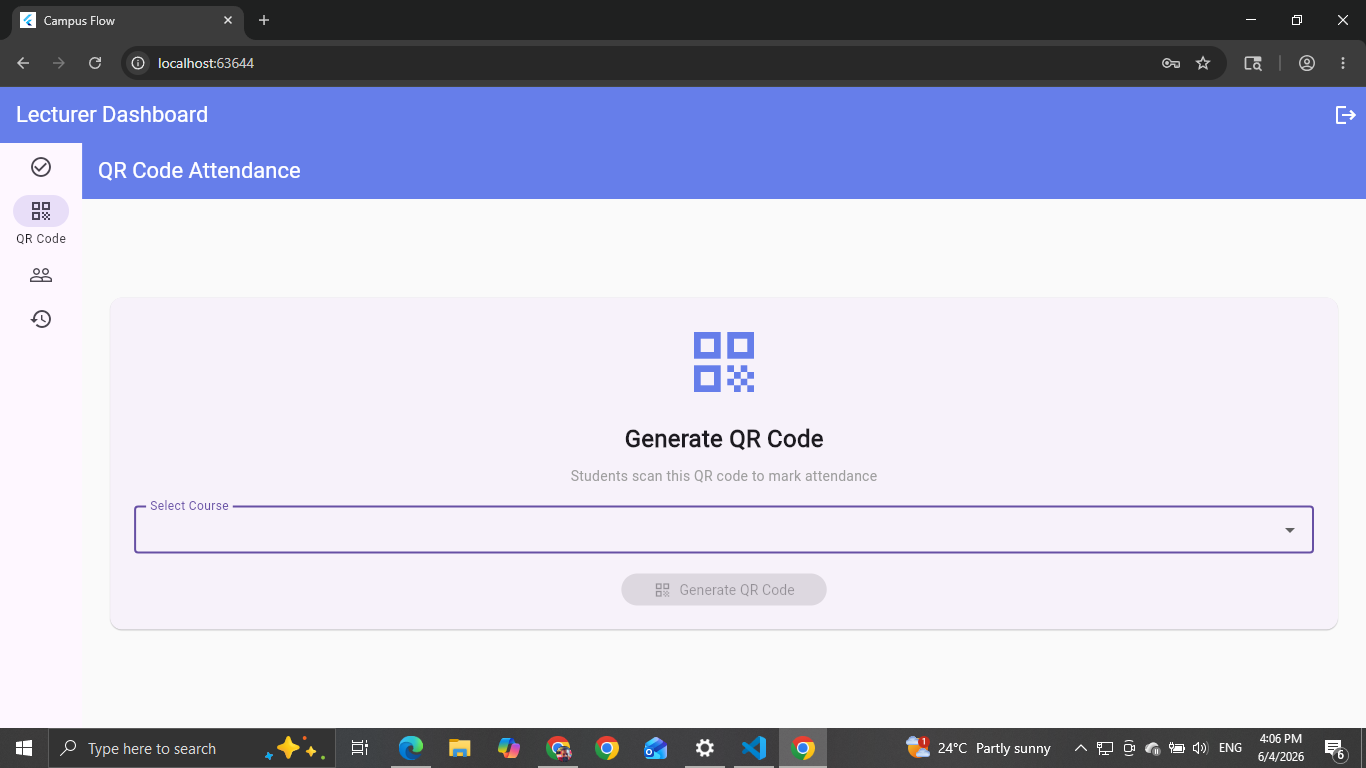 Campus Flow
localhost:63644
Lecturer Dashboard
QR Code Attendance
QR Code
Generate QR Code
Students scan this QR code to mark attendance
Select Course
Generate QR Code
Type here to search
1
24°C Partly sunny
ENG
4:06 PM
6/4/2026
6